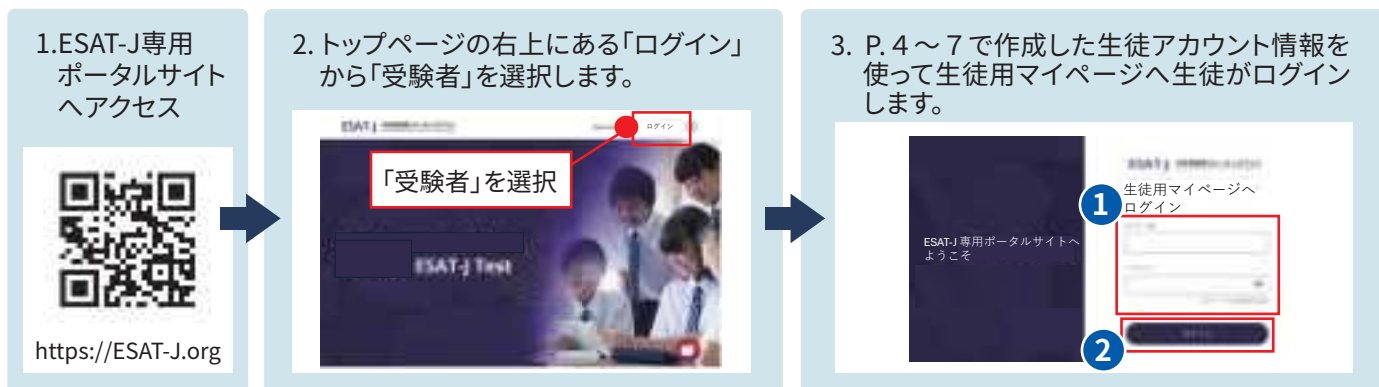 1.ESAT-J専用
ポータルサイト
へアクセス
https://ESAT-J.org
2. トップページの右上にある「ログイン」
から「受験者」を選択します。
ESAT-J
ログイン
「受験者」を選択
ESAT-J Test
3. P. 4 ～ 7 で作成した生徒アカウント情報を
使って生徒用マイページへ生徒がログイン
します。
ESAT-J
生徒用マイページへ
ログイン
1
ESAT-J 専用ポータルサイトへ
ようこそ
2